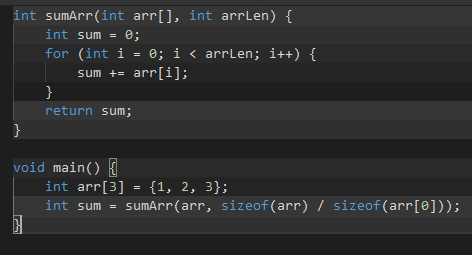 int sumArr(int arr[], int arrLen) {
    int sum = 0;
    for (int i = 0; i < arrLen; i++) {
        sum += arr[i];
    }
    return sum;
}

void main() {
    int arr[3] = {1, 2, 3};
    int sum = sumArr(arr, sizeof(arr) / sizeof(arr[0]));
}